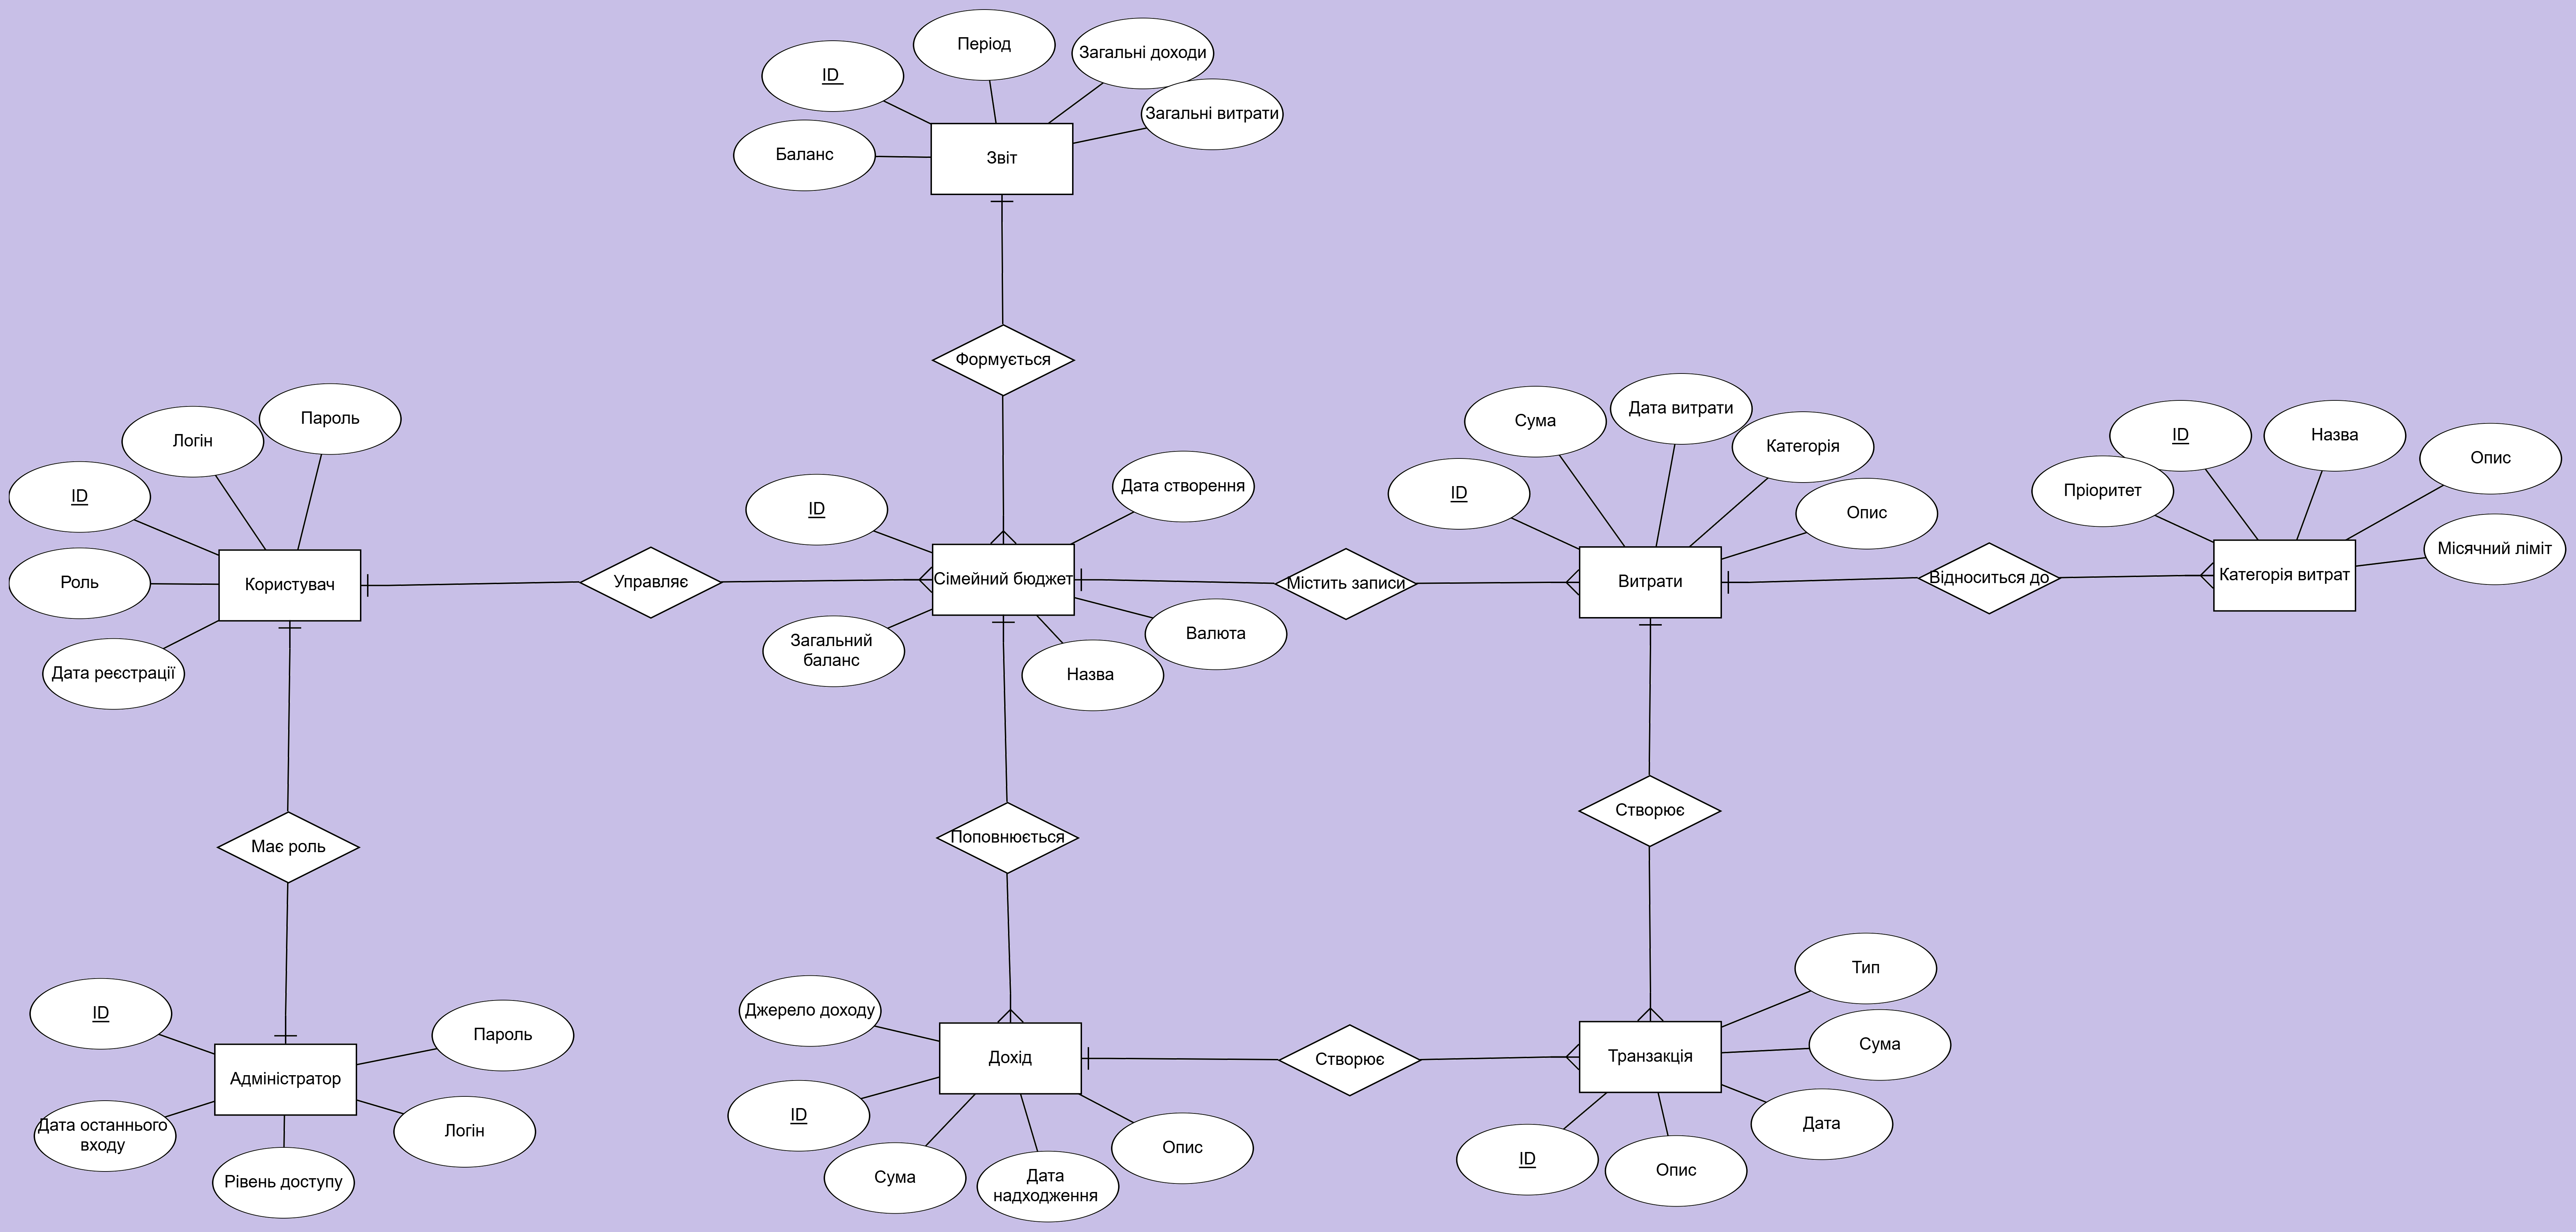 Період
Загальні доходи
ID
Загальні витрати
Баланс
Звіт
Формується
Пароль
Логін
ID
Роль
Користувач
Дата реєстрації
Управляє
ID
Дата створення
Сімейний бюджет
Загальний
баланс
Назва
Валюта
Містить записи
Сума
Дата витрати
Категорія
ID
Опис
Витрати
Відноситься до
ID
Назва
Опис
Пріоритет
Місячний ліміт
Категорія витрат
Має роль
Поповнюється
Створює
ID
Пароль
Адміністратор
Дата останнього
входу
Логін
Рівень доступу
Джерело доходу
Дохід
ID
Сума
Дата
надходження
Опис
Створює
Тип
Транзакція
Сума
Дата
ID
Опис